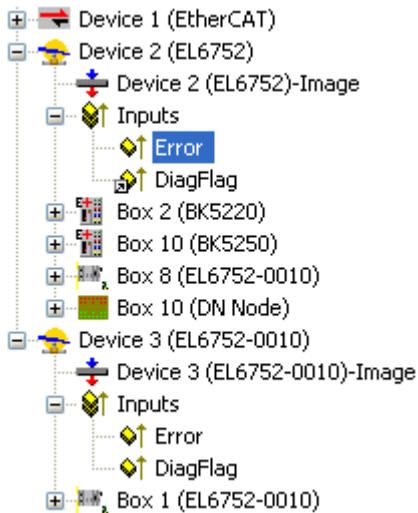 Device 1 (EtherCAT)
Device 2 (EL6752)
Device 2 (EL6752)-Image
Inputs
Error
DiagFlag
Box 2 (BK5220)
Box 10 (BK5250)
Box 8 (EL6752-0010)
Box 10 (DN Node)
Device 3 (EL6752-0010)
Device 3 (EL6752-0010)-Image
Inputs
Error
DiagFlag
Box 1 (EL6752-0010)